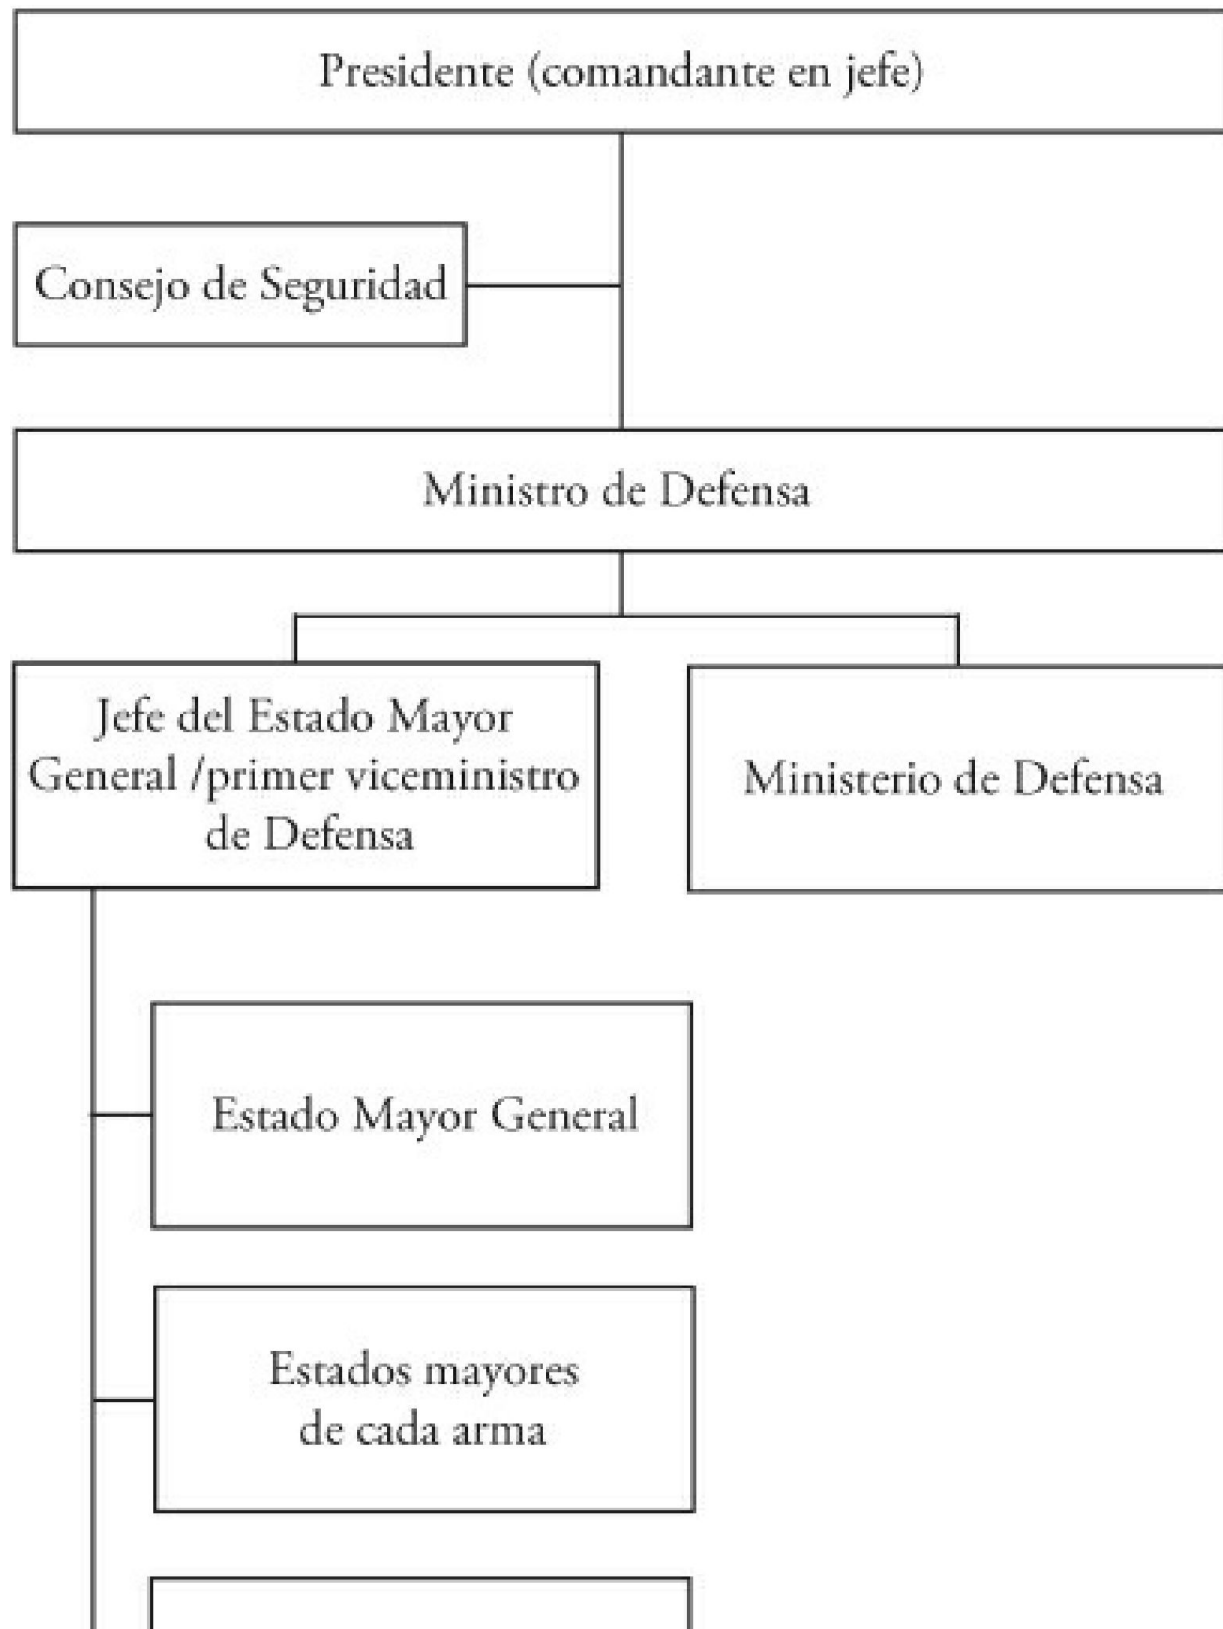 Presidente (comandante en jefe)
Consejo de Seguridad
Ministro de Defensa
Jefe del Estado Mayor
General /primer viceministro
de Defensa
Ministerio de Defensa
Estado Mayor General
Estados mayores
de cada arma